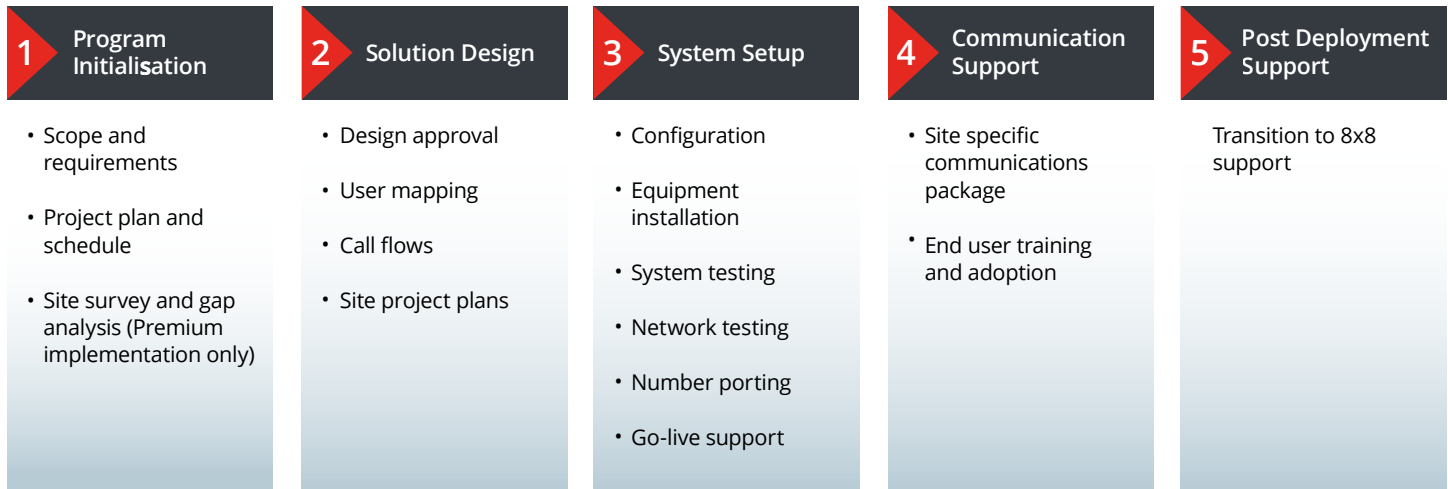 1
Program
Initialisation
• Scope and
requirements
• Project plan and
schedule
• Site survey and gap
analysis (Premium
implementation only)
2
Solution Design
• Design approval
• User mapping
• Call flows
• Site project plans
3
System Setup
• Configuration
• Equipment
installation
• System testing
• Network testing
• Number porting
• Go-live support
4
Communication
Support
• Site specific
communications
package
• End user training
and adoption
5
Post Deployment
Support
Transition to 8x8
support